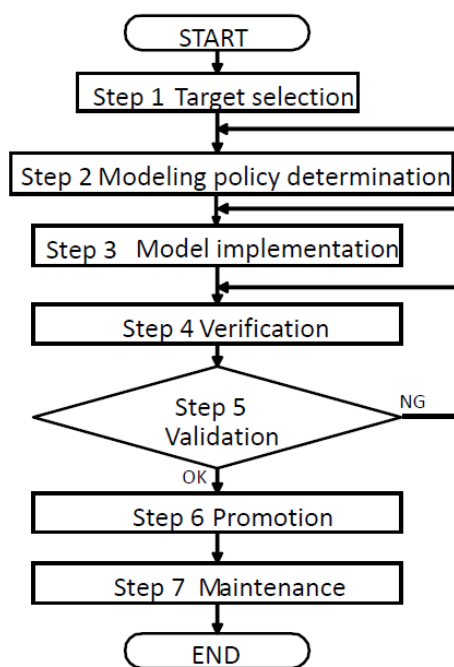 START
Step 1 Target selection
Step 2 Modeling policy determination
Step 3 Model implementation
Step 4 Verification
Step 5
Validation
NG
OK
Step 6 Promotion
Step 7 Maintenance
END